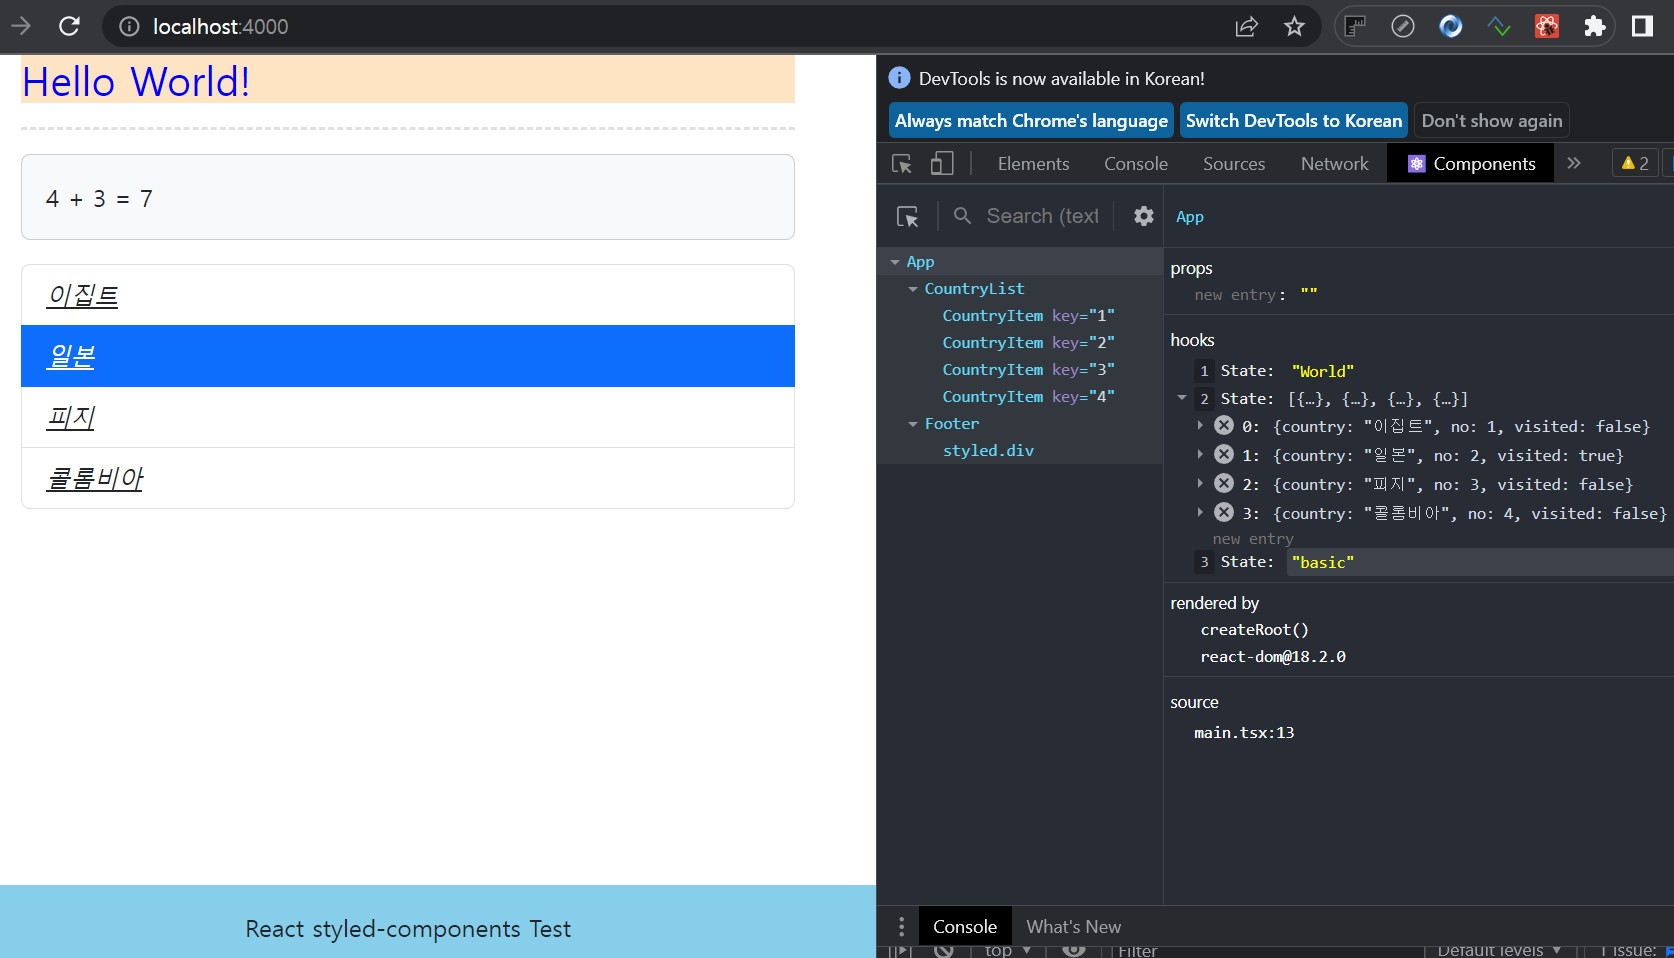 localhost:4000
Hello World!
4 + 3 = 7
이집트
일본
피지
콜롬비아
React styled-components Test
DevTools is now available in Korean!
Always match Chrome's language Switch DevTools to Korean Don't show again
Elements Console Sources Network Components » 2
Search (text
App
App
CountryList
CountryItem key="1"
CountryItem key="2"
CountryItem key="3"
CountryItem key="4"
Footer
styled.div
props
new entry: ""
hooks
1 State: "World"
2 State: [{…}, {…}, {…}, {…}]
0: {country: "이집트", no: 1, visited: false}
1: {country: "일본", no: 2, visited: true}
2: {country: "피지", no: 3, visited: false}
3: {country: "콜롬비아", no: 4, visited: false}
new entry
3 State: "basic"
rendered by
createRoot()
react-dom@18.2.0
source
main.tsx:13
Console What's New
top Filter Default levels 1 Issue: